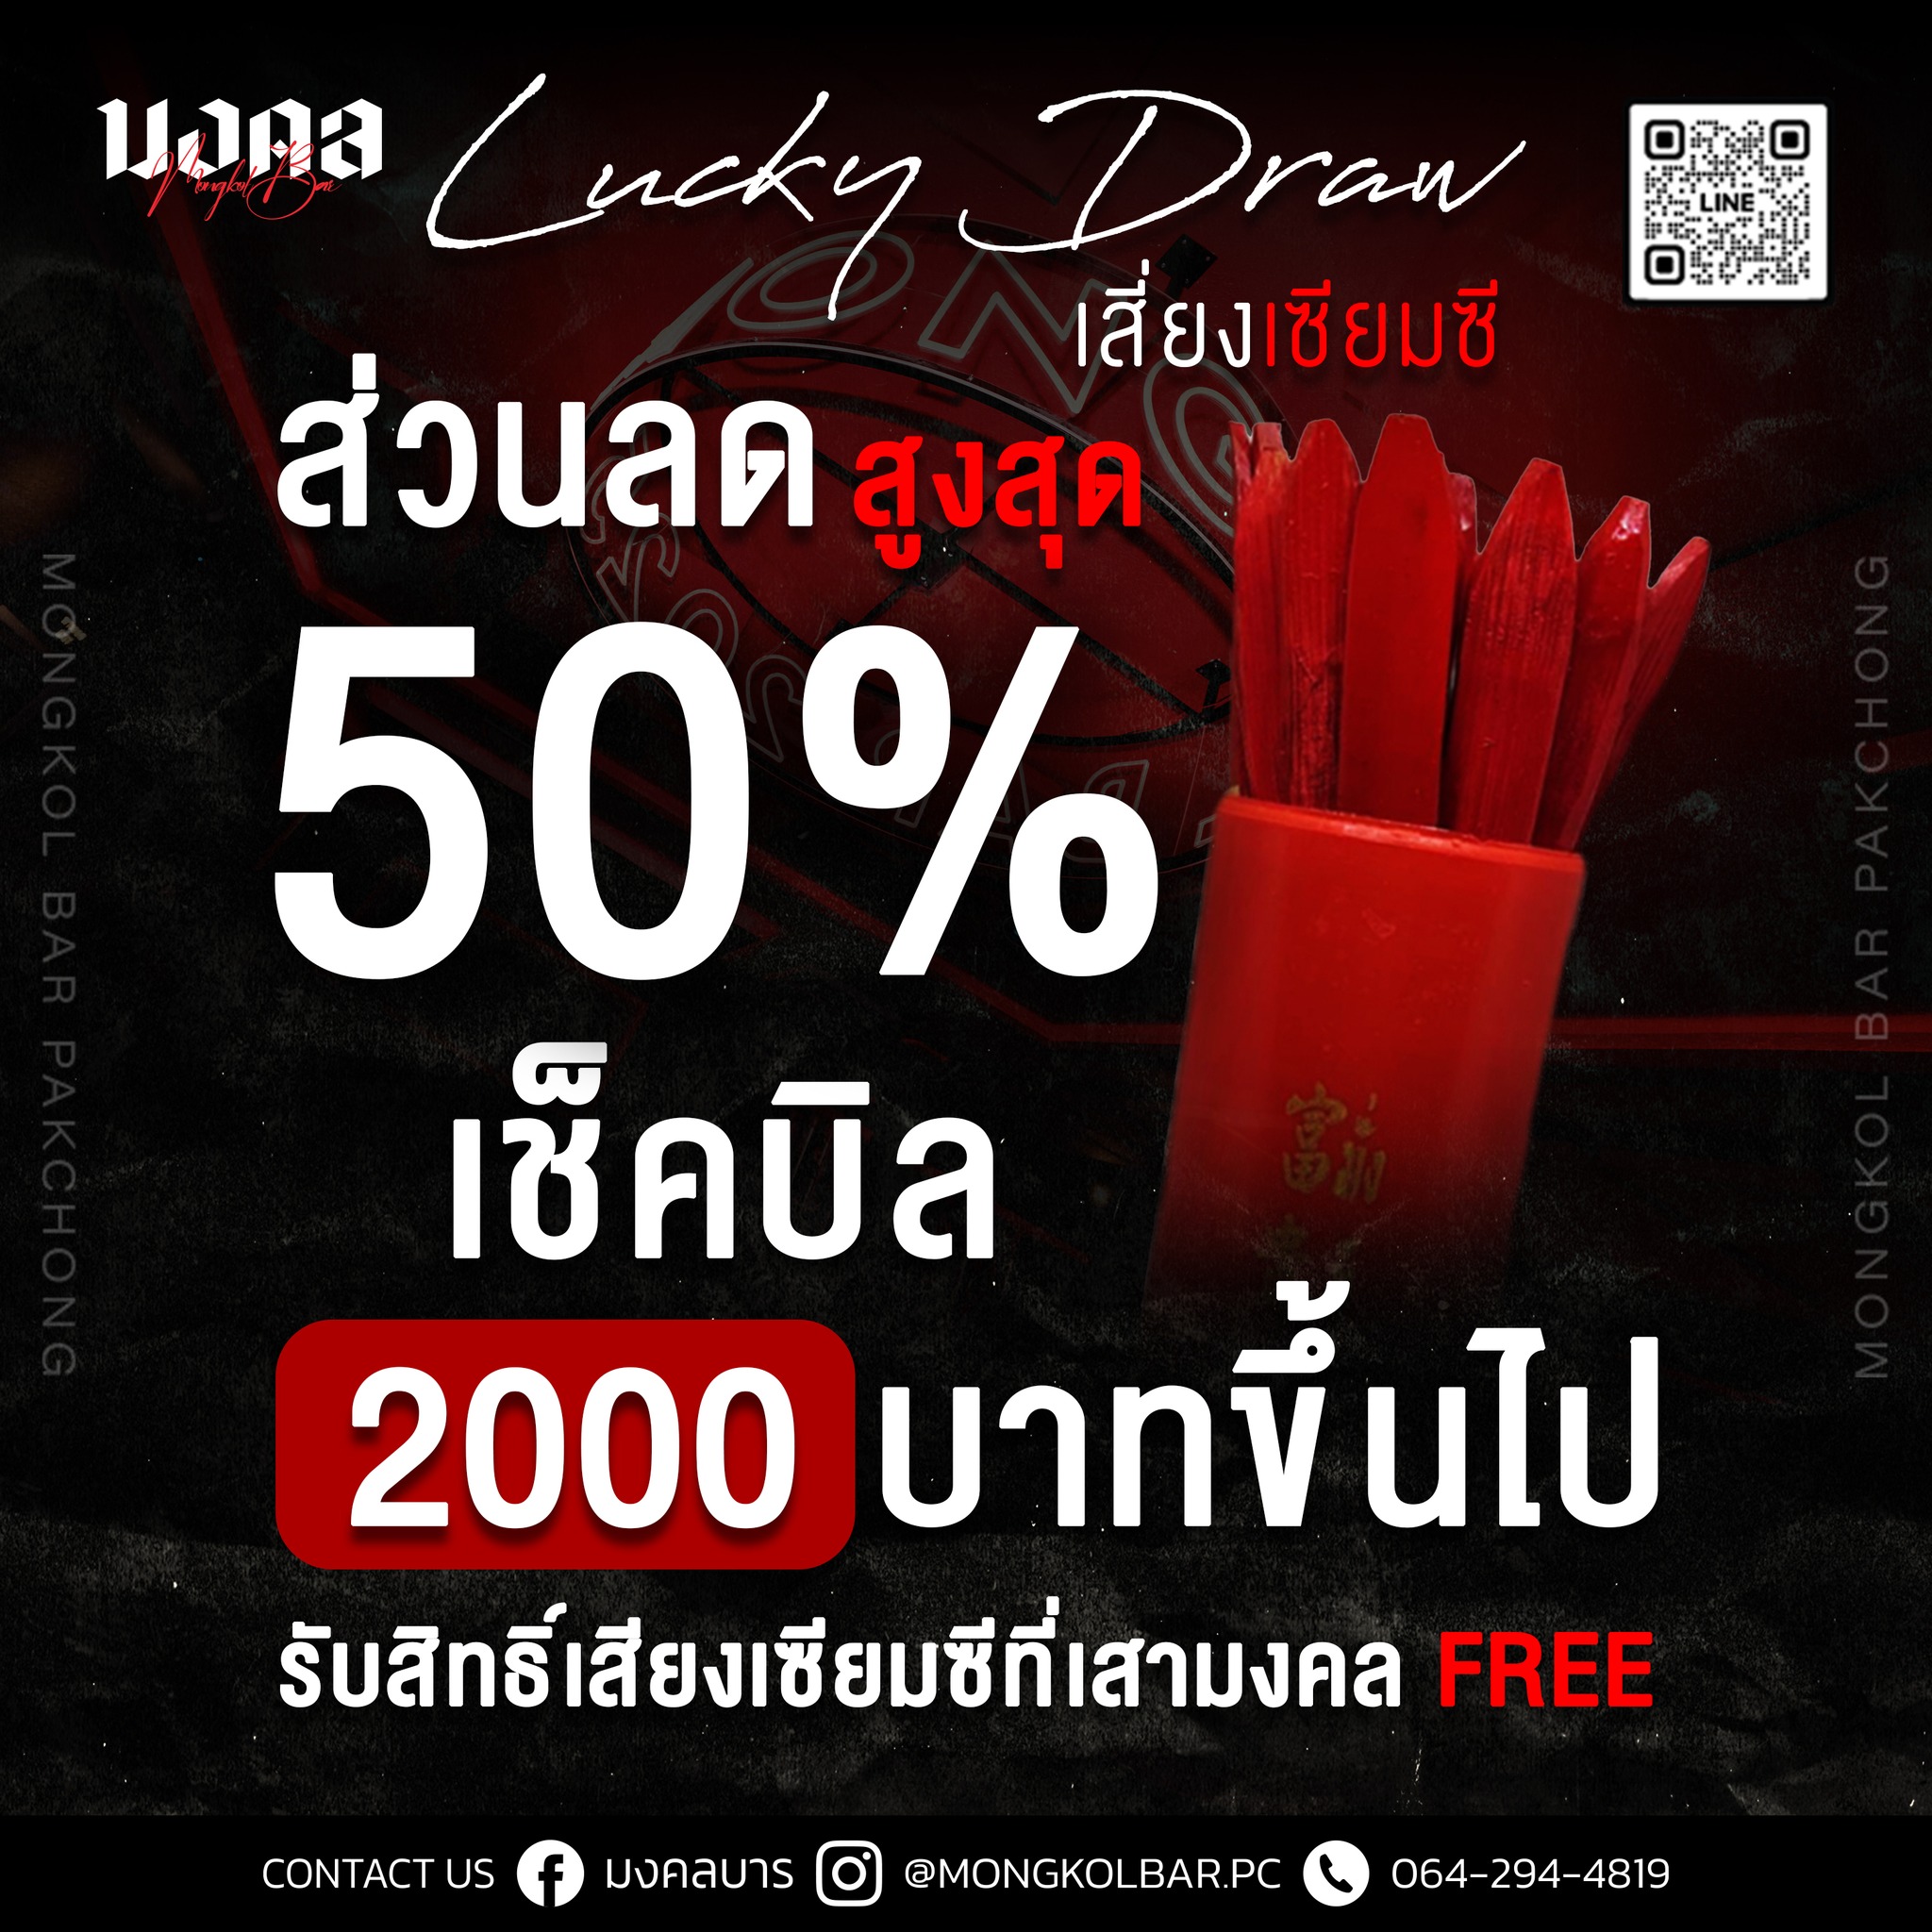 มงคล
Mongkol Bar
Lucky Draw
LINE
เสี่ยงเซียมซี
ส่วนลด สูงสุด
50%
เช็คบิล
2000 บาทขึ้นไป
รับสิทธิ์เสียงเซียมซีที่เสามงคล FREE
MONGKOL BAR PAKCHONG
MONGKOL BAR PAKCHONG
CONTACT US มงคลบาร @MONGKOLBAR.PC 064-294-4819